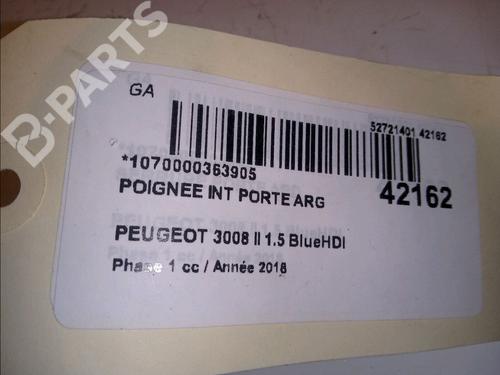 B-PARTS
GA
52721401 42162
*1070000363905
POIGNEE INT PORTE ARG
42162
PEUGEOT 3008 II 1.5 BlueHDI
Phase 1 cc / Année 2018